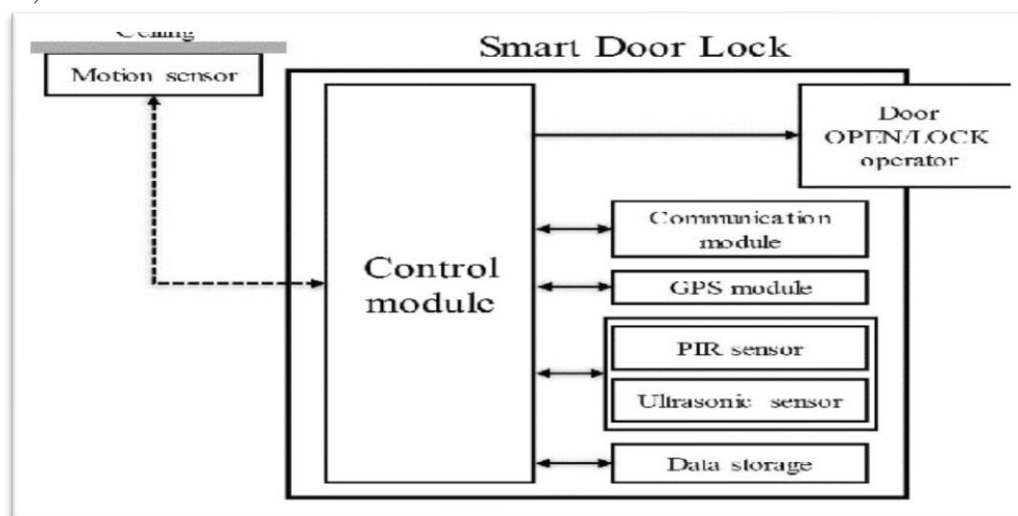 Ceiling
Motion sensor
Smart Door Lock
Door
OPEN/LOCK
operator
Control
module
Communication
module
GPS module
PIR sensor
Ultrasonic sensor
Data storage